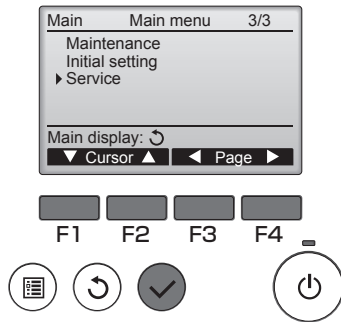 Main Main menu 3/3
Maintenance
Initial setting
Service
Main display:
Cursor Page
F1 F2 F3 F4